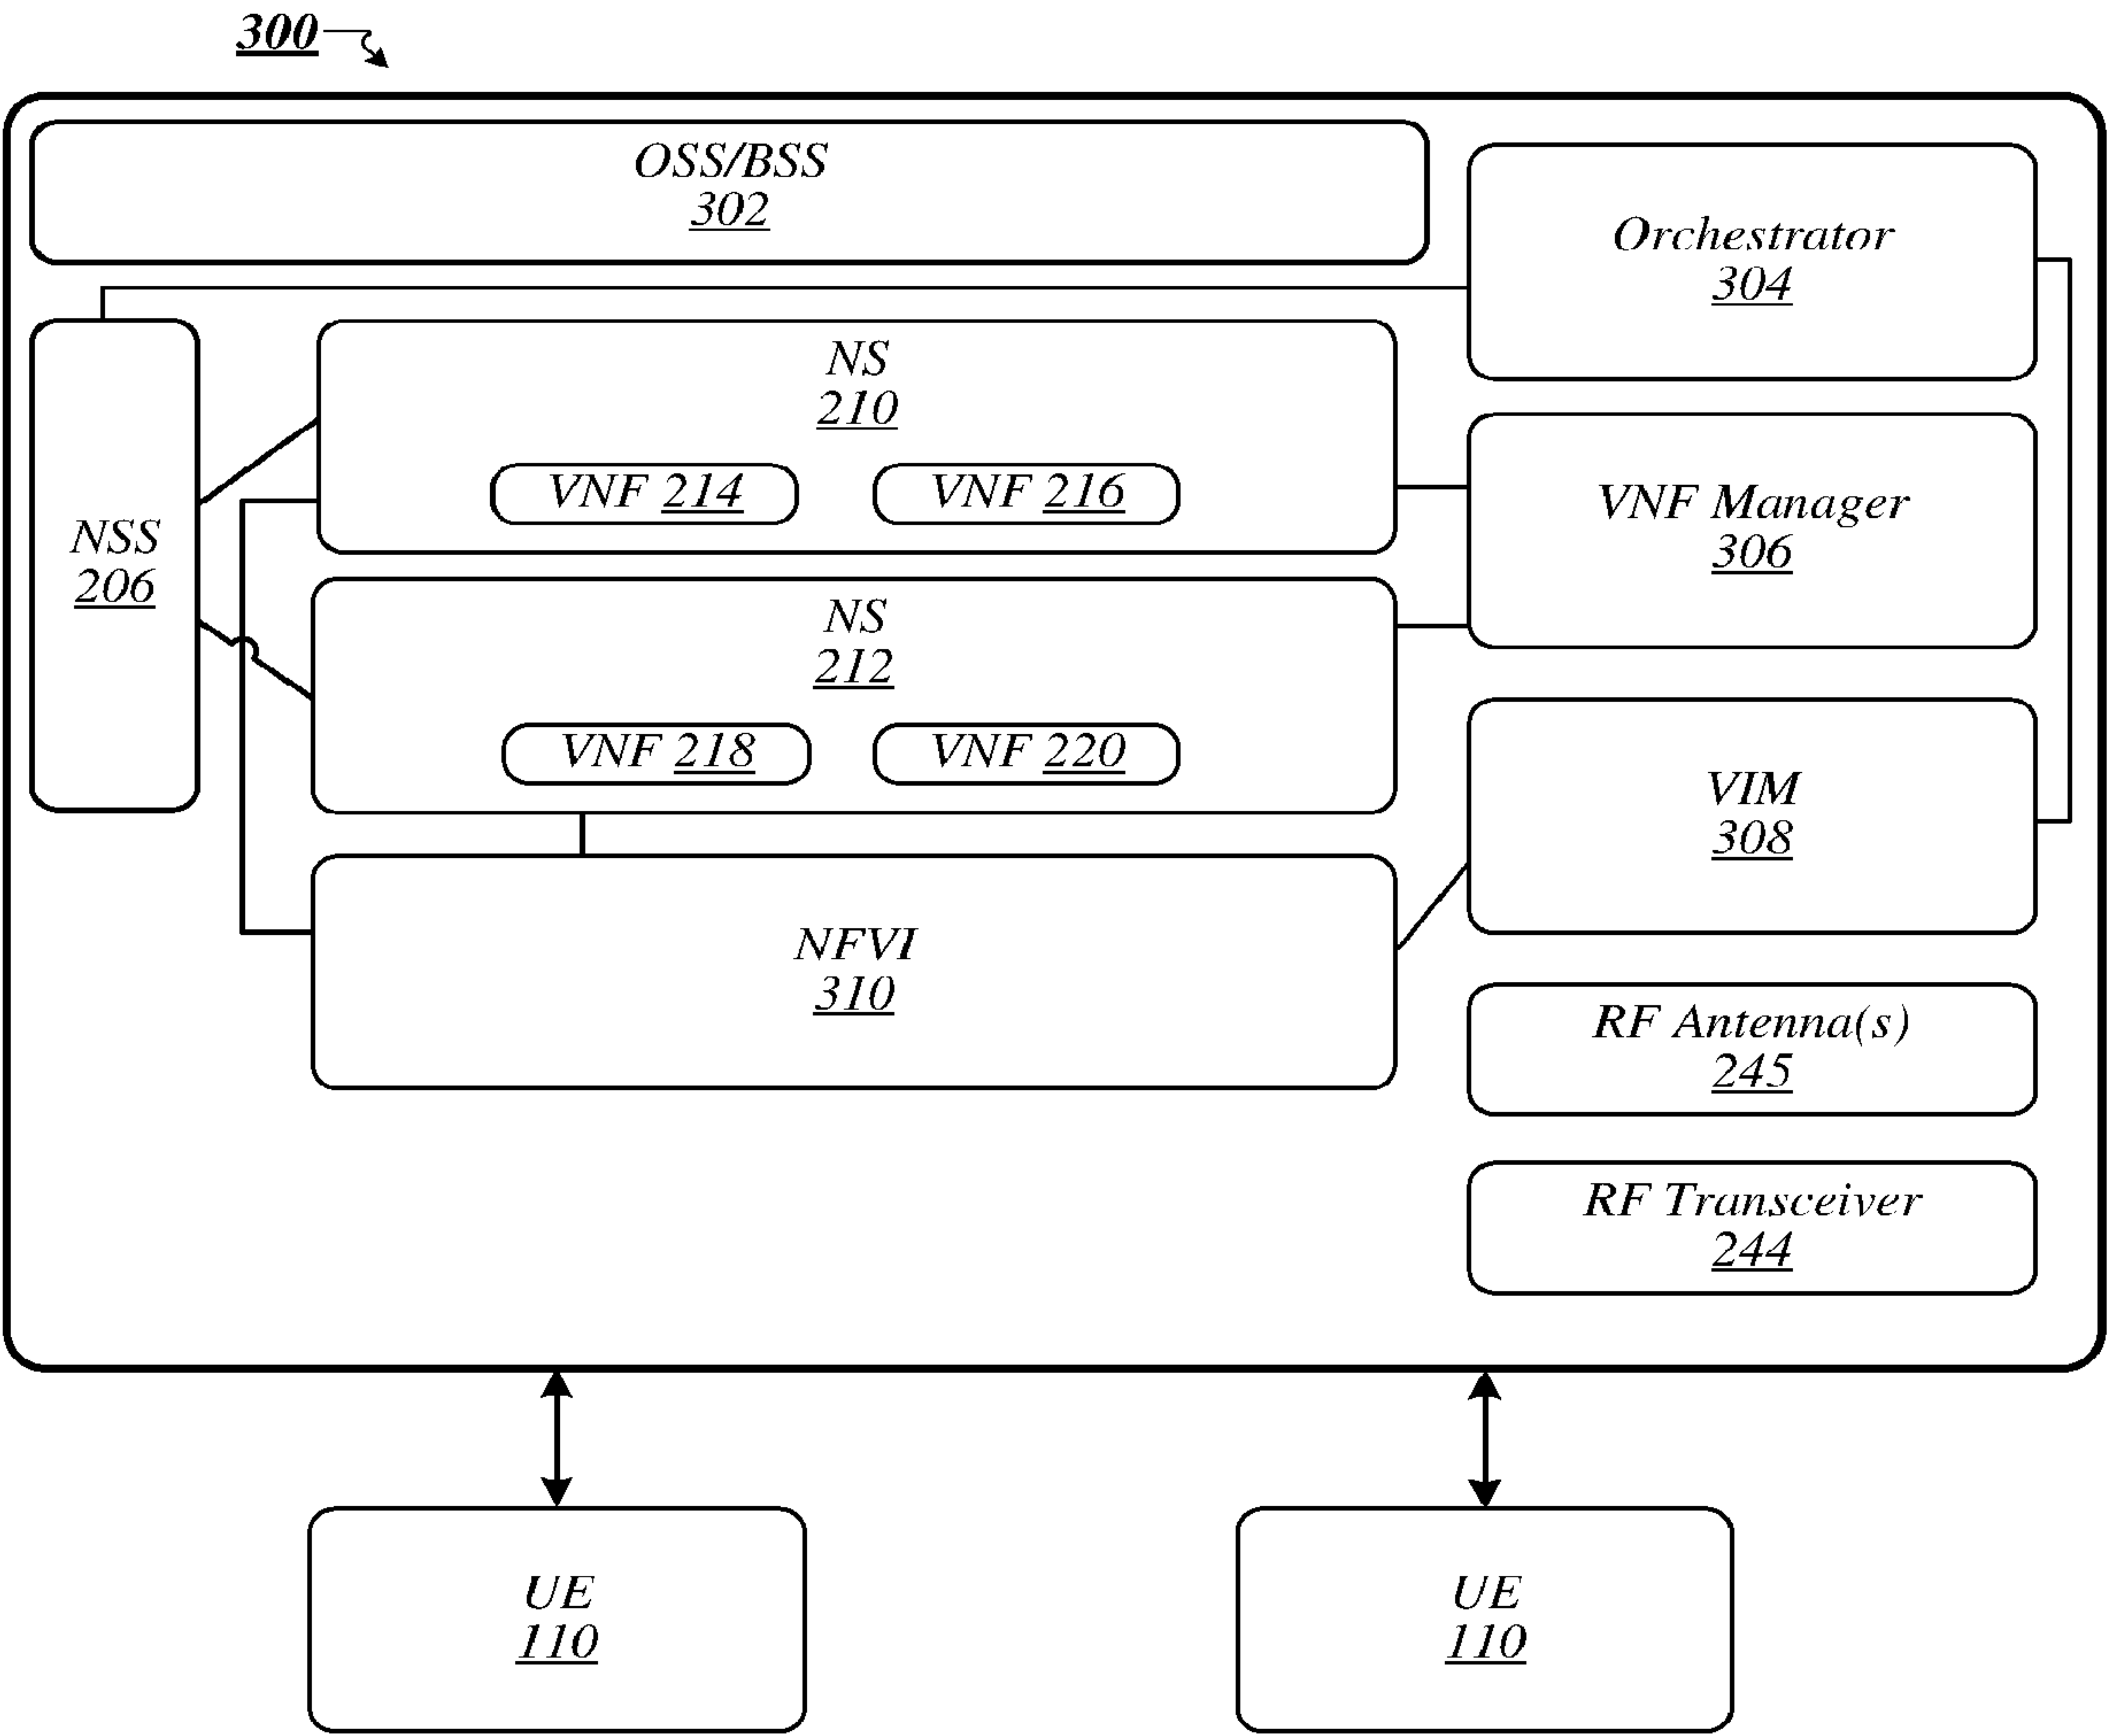 300
OSS/BSS
302
Orchestrator
304
NSS
206
NS
210
VNF 214
VNF 216
VNF Manager
306
NS
212
VNF 218
VNF 220
VIM
308
NFVI
310
RF Antenna(s)
245
RF Transceiver
244
UE
110
UE
110